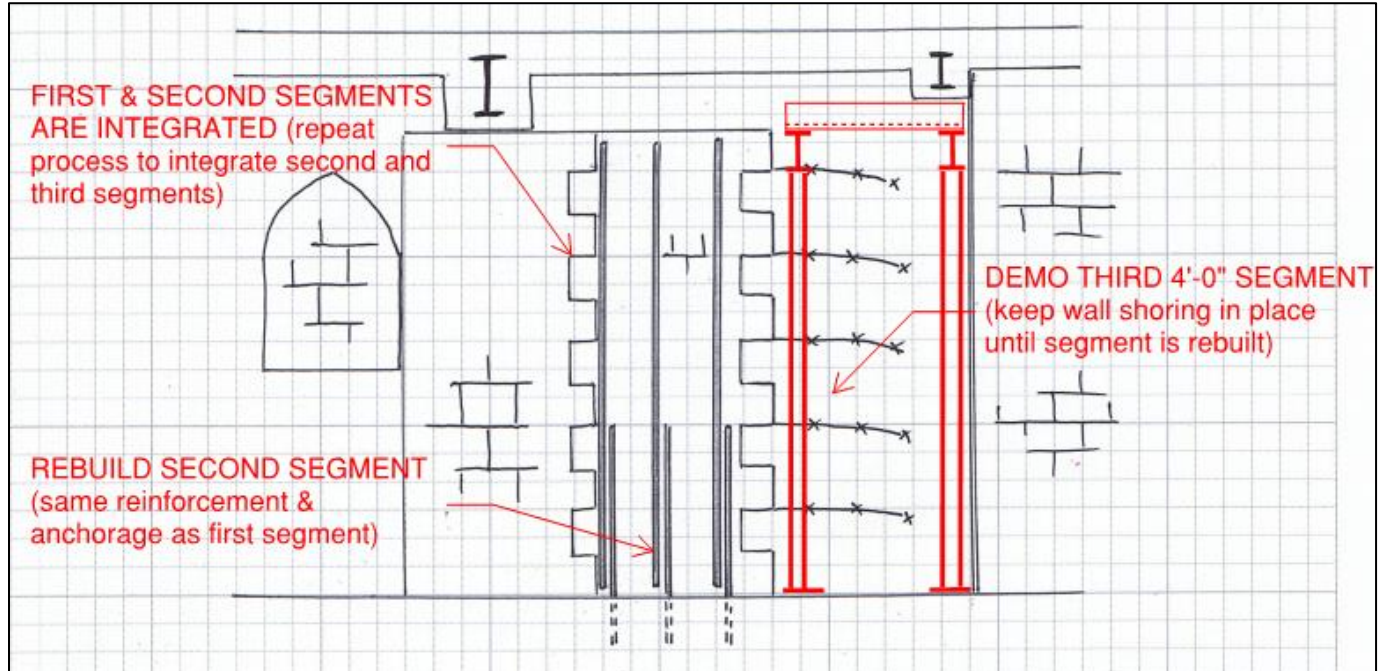 FIRST & SECOND SEGMENTS
ARE INTEGRATED (repeat
process to integrate second and
third segments)
DEMO THIRD 4'-0" SEGMENT
(keep wall shoring in place
until segment is rebuilt)
REBUILD SECOND SEGMENT
(same reinforcement &
anchorage as first segment)